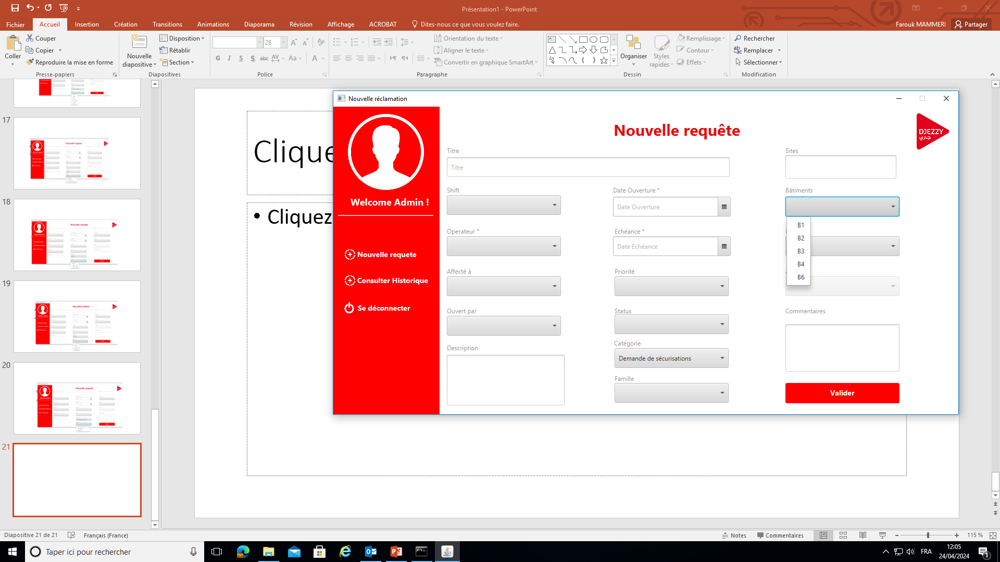 Présentation1 - PowerPoint
Fichier
Accueil
Insertion
Création
Transitions
Animations
Diaporama
Révision
Affichage
ACROBAT
Dites-nous ce que vous voulez faire.
Farouk MAMMERI
Partager
Coller
Couper
Copier
Reproduire la mise en forme
Presse-papiers
Nouvelle
diapositive
Disposition
Rétablir
Section
Diapositives
28
G I S S abc AV Aa A
Police
Orientation du texte
Aligner le texte
Convertir en graphique SmartArt
Paragraphe
Organiser
Styles
rapides
Remplissage
Contour
Effets
Dessin
Rechercher
Remplacer
Sélectionner
Modification
17
18
19
20
21
Clique
• Cliquez
Nouvelle réclamation
Welcome Admin !
Nouvelle requete
Consulter Historique
Se déconnecter
Nouvelle requête
DJEZZY
جازي
Titre
Titre
Sites
Shift
Date Ouverture *
Date Ouverture
Bâtiments
B1
B2
B3
B4
B6
Operateur *
Echéance *
Date Echéance
Affecté à
Priorité
Ouvert par
Status
Commentaires
Catégorie
Demande de sécurisations
Description
Famille
Valider
Diapositive 21 de 21
Français (France)
Notes
Commentaires
115 %
Taper ici pour rechercher
FRA
12:05
24/04/2024
1